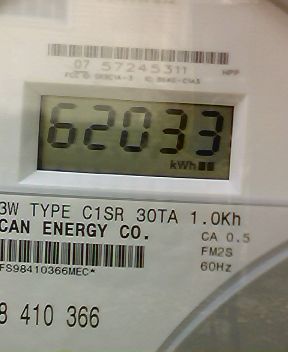 07 57245311 MPP
62033
kWh
3W TYPE C1SR 30TA 1.0Kh
CAN ENERGY CO. CA 0.5
FM2S
FS98410366MEC*
60Hz
8 410 366